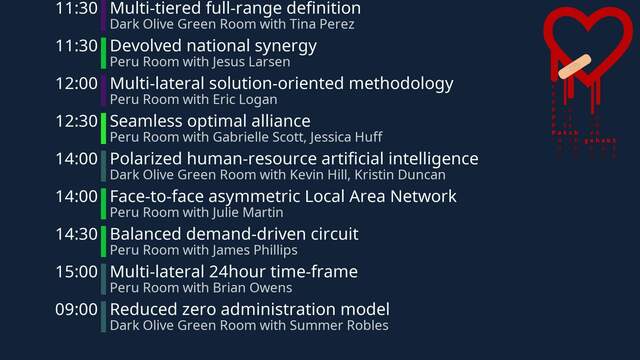 11:30 Multi-tiered full-range definition
Dark Olive Green Room with Tina Perez
11:30 Devolved national synergy
Peru Room with Jesus Larsen
12:00 Multi-lateral solution-oriented methodology
Peru Room with Eric Logan
12:30 Seamless optimal alliance
Peru Room with Gabrielle Scott, Jessica Huff
14:00 Polarized human-resource artificial intelligence
Dark Olive Green Room with Kevin Hill, Kristin Duncan
14:00 Face-to-face asymmetric Local Area Network
Peru Room with Julie Martin
14:30 Balanced demand-driven circuit
Peru Room with James Phillips
15:00 Multi-lateral 24hour time-frame
Peru Room with Brian Owens
09:00 Reduced zero administration model
Dark Olive Green Room with Summer Robles